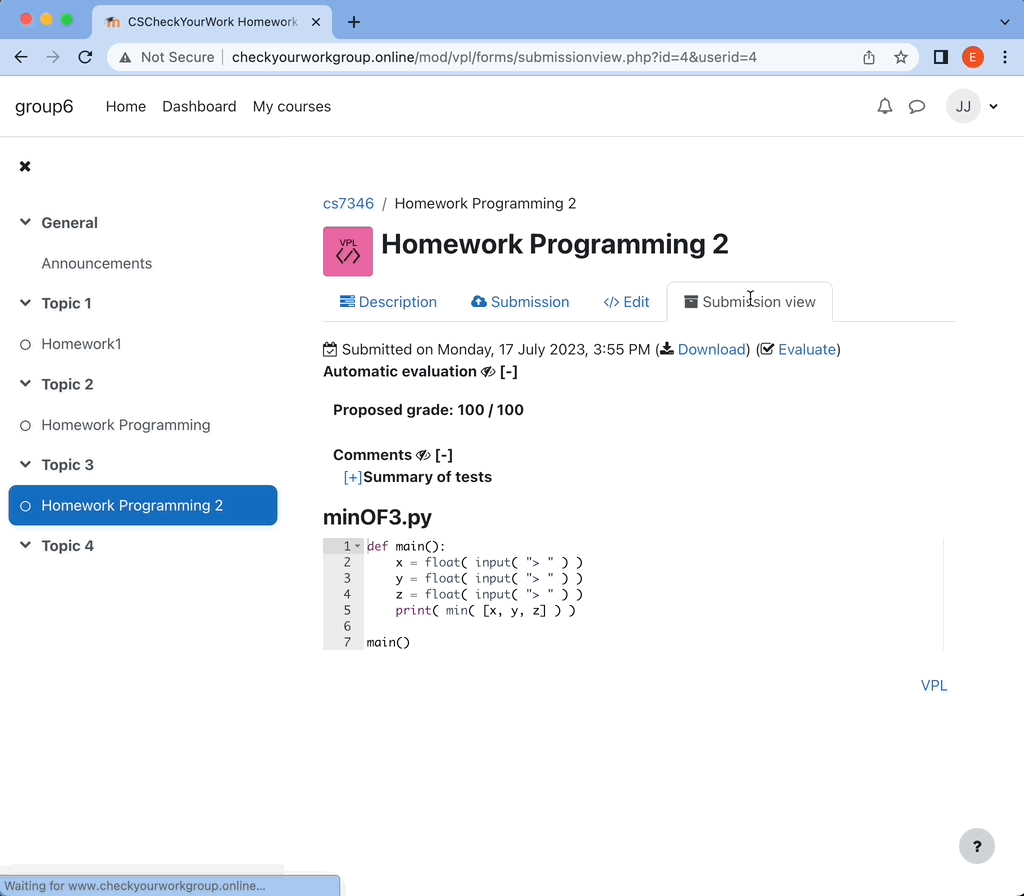 CSCheckYourWork Homework
Not Secure checkyourworkgroup.online/mod/vpl/forms/submissionview.php?id=4&userid=4
E
group6 Home Dashboard My courses
JJ
General
Announcements
Topic 1
Homework1
Topic 2
Homework Programming
Topic 3
Homework Programming 2
Topic 4
cs7346 / Homework Programming 2
VPL
Homework Programming 2
Description Submission </> Edit Submission view
Submitted on Monday, 17 July 2023, 3:55 PM (Download) (Evaluate)
Automatic evaluation [-]
Proposed grade: 100 / 100
Comments [-]
[+]Summary of tests
minOF3.py
1 def main():
2 x = float( input( "> " ) )
3 y = float( input( "> " ) )
4 z = float( input( "> " ) )
5 print( min( [x, y, z] ) )
6
7 main()
VPL
?
Waiting for www.checkyourworkgroup.online...